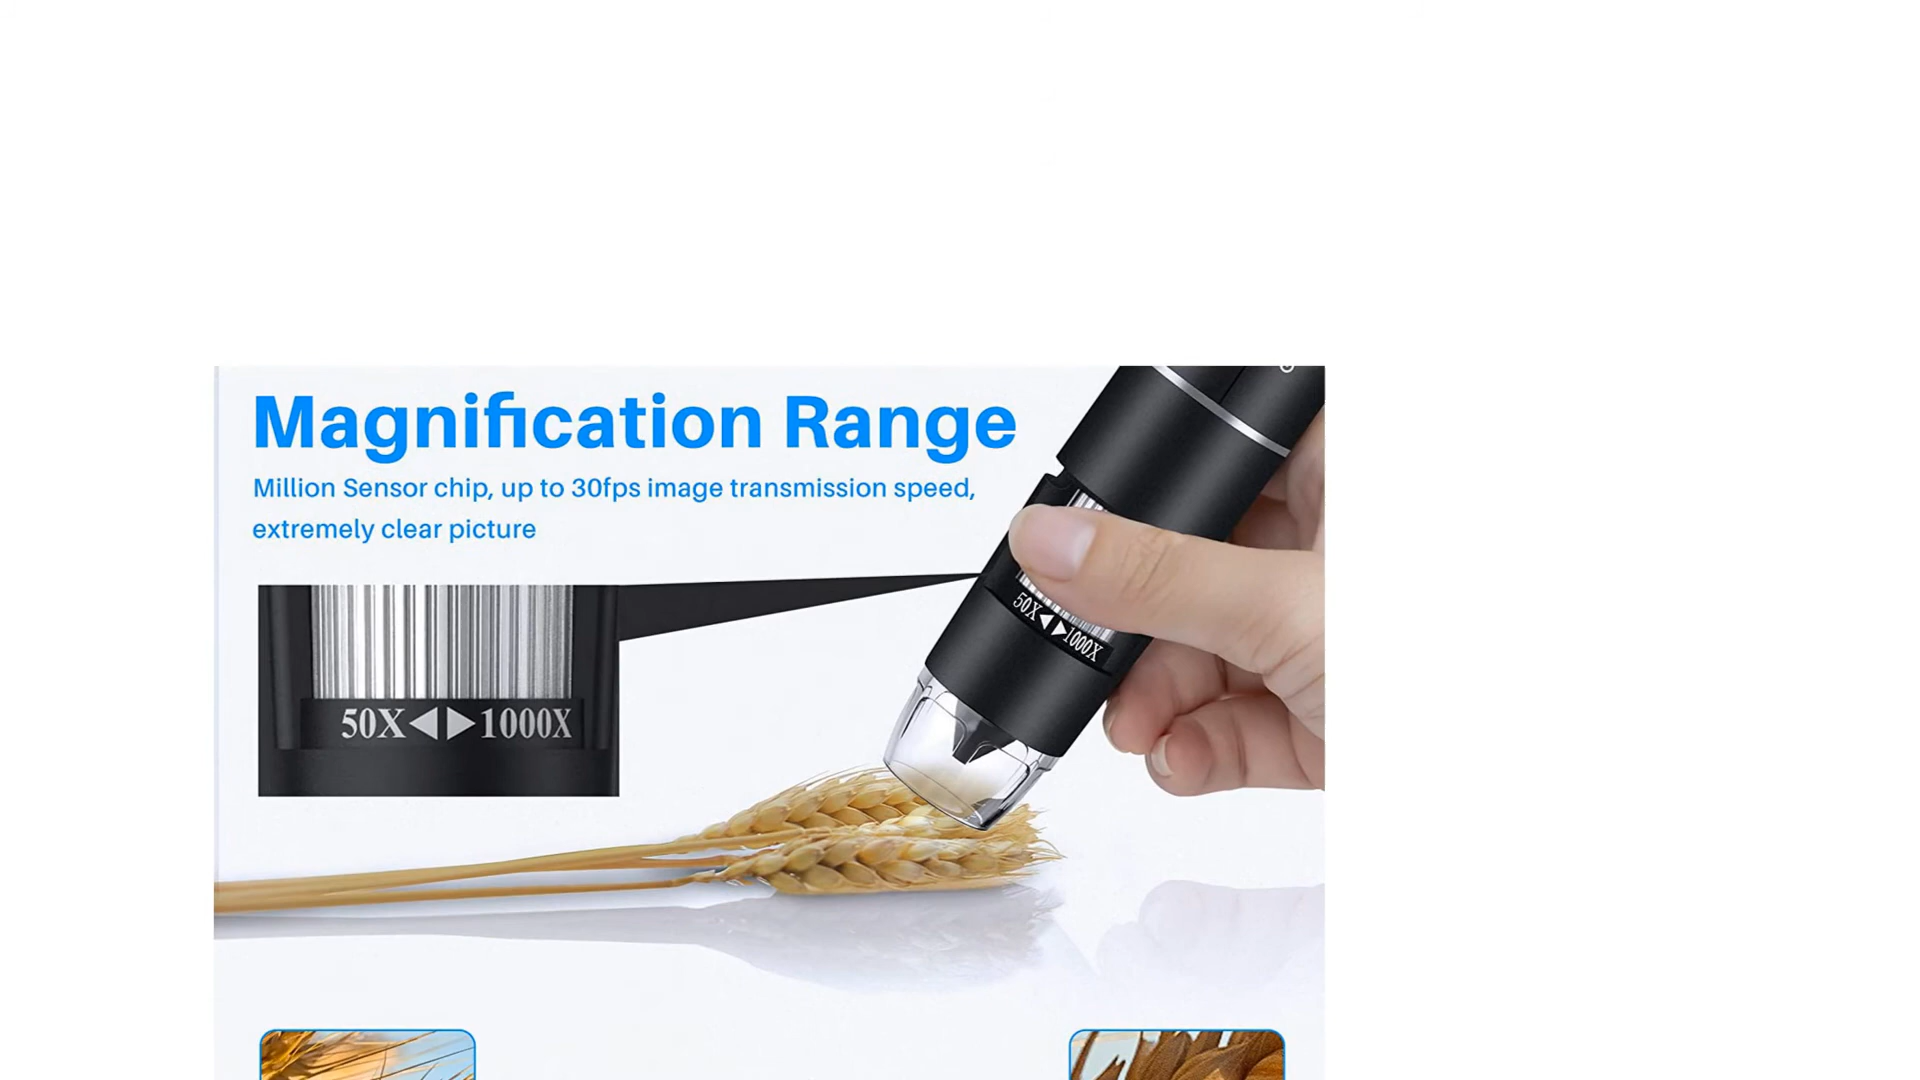 Magnification Range
Million Sensor chip, up to 30fps image transmission speed,
extremely clear picture
50X◀▶1000X
50X◀▶1000X